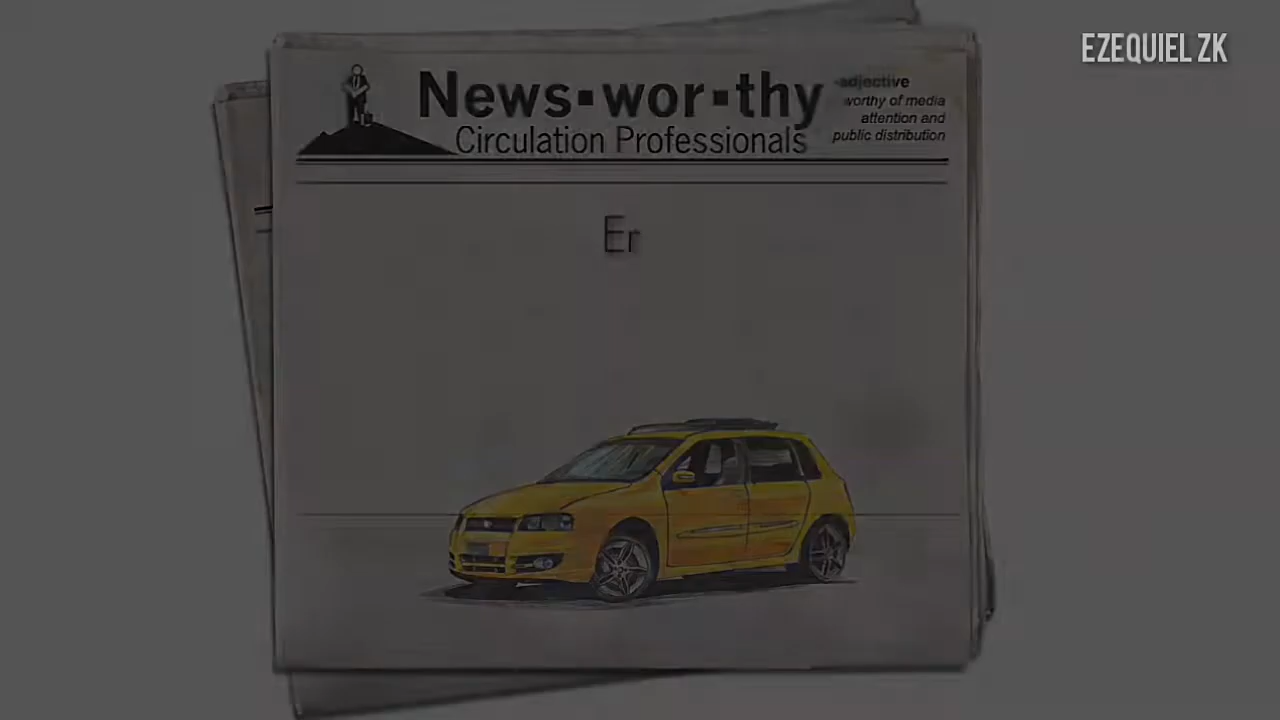 EZEQUIEL ZK
News▪wor▪thy
Circulation Professionals
-adjective
worthy of media
attention and
public distribution
Er